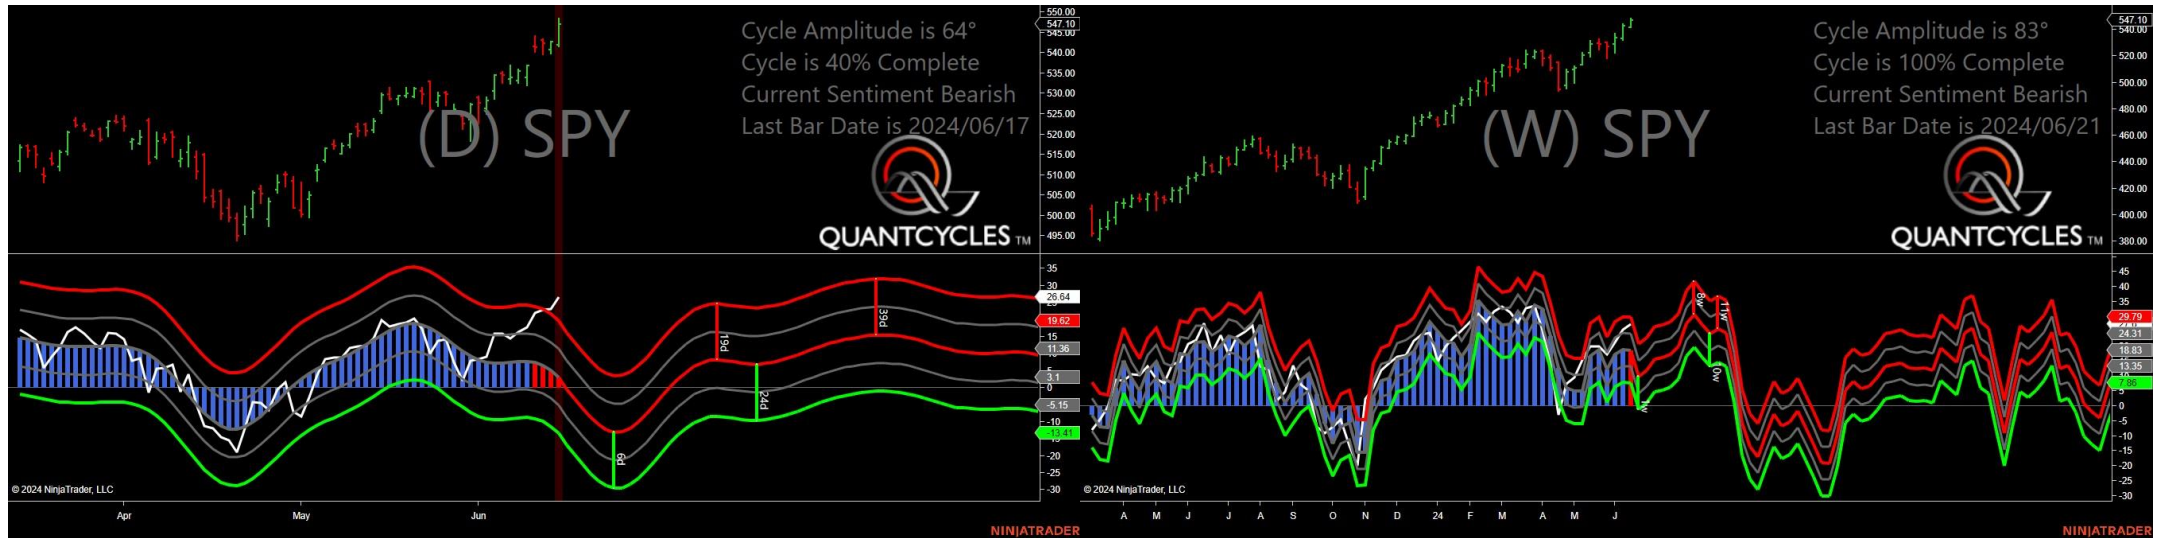 Cycle Amplitude is 64°
Cycle is 40% Complete
Current Sentiment Bearish
Last Bar Date is 2024/06/17
(D) SPY
QUANTCYCLES TM
550.00
547.10
545.00
540.00
535.00
530.00
525.00
520.00
515.00
510.00
505.00
500.00
495.00
35
26.64
19.62
15
11.36
3.1
0
-5.15
-10
-13.41
-20
-25
-30
19d
39d
24d
6d
© 2024 NinjaTrader, LLC
Apr
May
Jun
NINJATRADER
Cycle Amplitude is 83°
Cycle is 100% Complete
Current Sentiment Bearish
Last Bar Date is 2024/06/21
(W) SPY
QUANTCYCLES TM
547.10
540.00
520.00
500.00
480.00
460.00
440.00
420.00
400.00
380.00
45
40
35
29.79
24.31
18.83
13.35
7.86
5
0
-5
-10
-15
-20
-25
-30
8w
11w
1w
© 2024 NinjaTrader, LLC
A
M
J
J
A
S
O
N
D
24
F
M
A
M
J
NINJATRADER